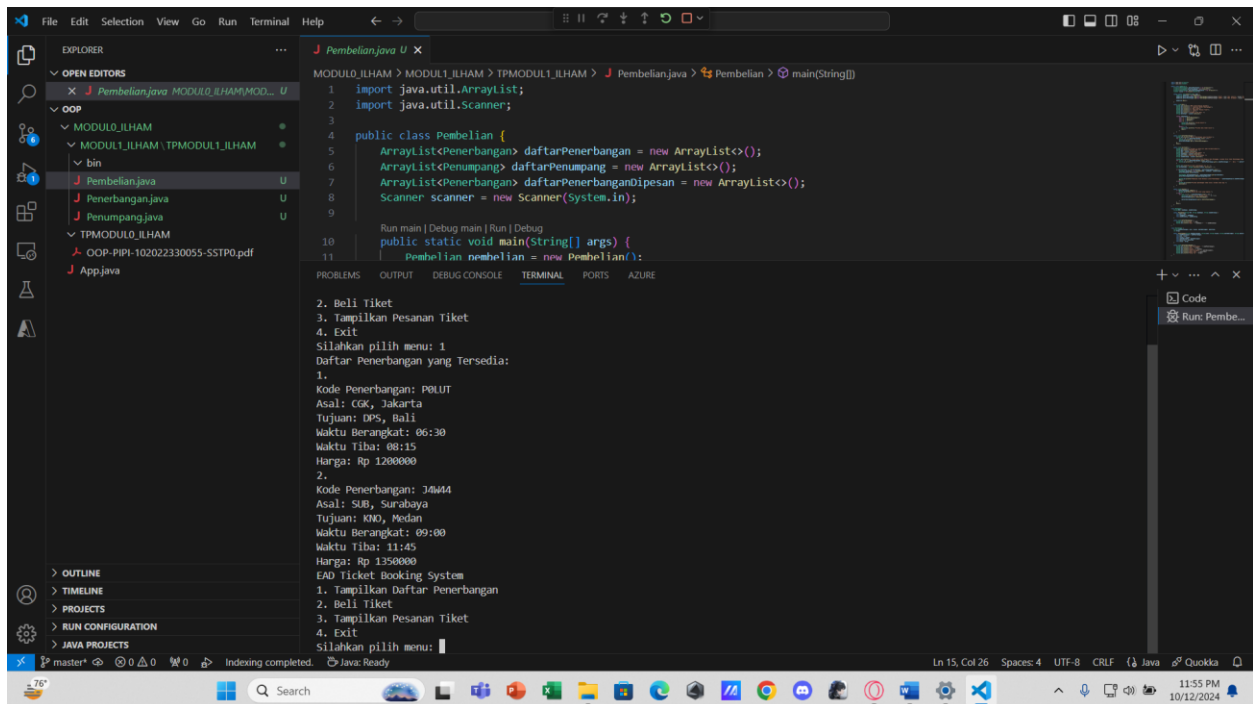 File Edit Selection View Go Run Terminal Help
EXPLORER
OPEN EDITORS
Pembelian.java MODUL0_ILHAM\MOD... U
OOP
MODUL0_ILHAM
MODUL1_ILHAM \ TPMODUL1_ILHAM
bin
Pembelian.java U
Penerbangan.java U
Penumpang.java U
TPMODUL0_ILHAM
OOP-PIPI-102022330055-SSTP0.pdf
App.java
OUTLINE
TIMELINE
PROJECTS
RUN CONFIGURATION
JAVA PROJECTS
Pembelian.java U
MODUL0_ILHAM > MODUL1_ILHAM > TPMODUL1_ILHAM > Pembelian.java > Pembelian > main(String[])
1 import java.util.ArrayList;
2 import java.util.Scanner;
3
4 public class Pembelian {
5 ArrayList<Penerbangan> daftarPenerbangan = new ArrayList<>();
6 ArrayList<Penumpang> daftarPenumpang = new ArrayList<>();
7 ArrayList<Penerbangan> daftarPenerbanganDipesan = new ArrayList<>();
8 Scanner scanner = new Scanner(System.in);
9
Run main | Debug main | Run | Debug
10 public static void main(String[] args) {
11 Pembelian pembelian = new Pembelian();
PROBLEMS OUTPUT DEBUG CONSOLE TERMINAL PORTS AZURE
2. Beli Tiket
3. Tampilkan Pesanan Tiket
4. Exit
Silahkan pilih menu: 1
Daftar Penerbangan yang Tersedia:
1.
Kode Penerbangan: P0LUT
Asal: CGK, Jakarta
Tujuan: DPS, Bali
Waktu Berangkat: 06:30
Waktu Tiba: 08:15
Harga: Rp 1200000
2.
Kode Penerbangan: J4W44
Asal: SUB, Surabaya
Tujuan: KNO, Medan
Waktu Berangkat: 09:00
Waktu Tiba: 11:45
Harga: Rp 1350000
EAD Ticket Booking System
1. Tampilkan Daftar Penerbangan
2. Beli Tiket
3. Tampilkan Pesanan Tiket
4. Exit
Silahkan pilih menu:
Code
Run: Pembe...
master* 0 0 0 Indexing completed. Java: Ready Ln 15, Col 26 Spaces: 4 UTF-8 CRLF Java Quokka
76°
Search
11:55 PM
10/12/2024